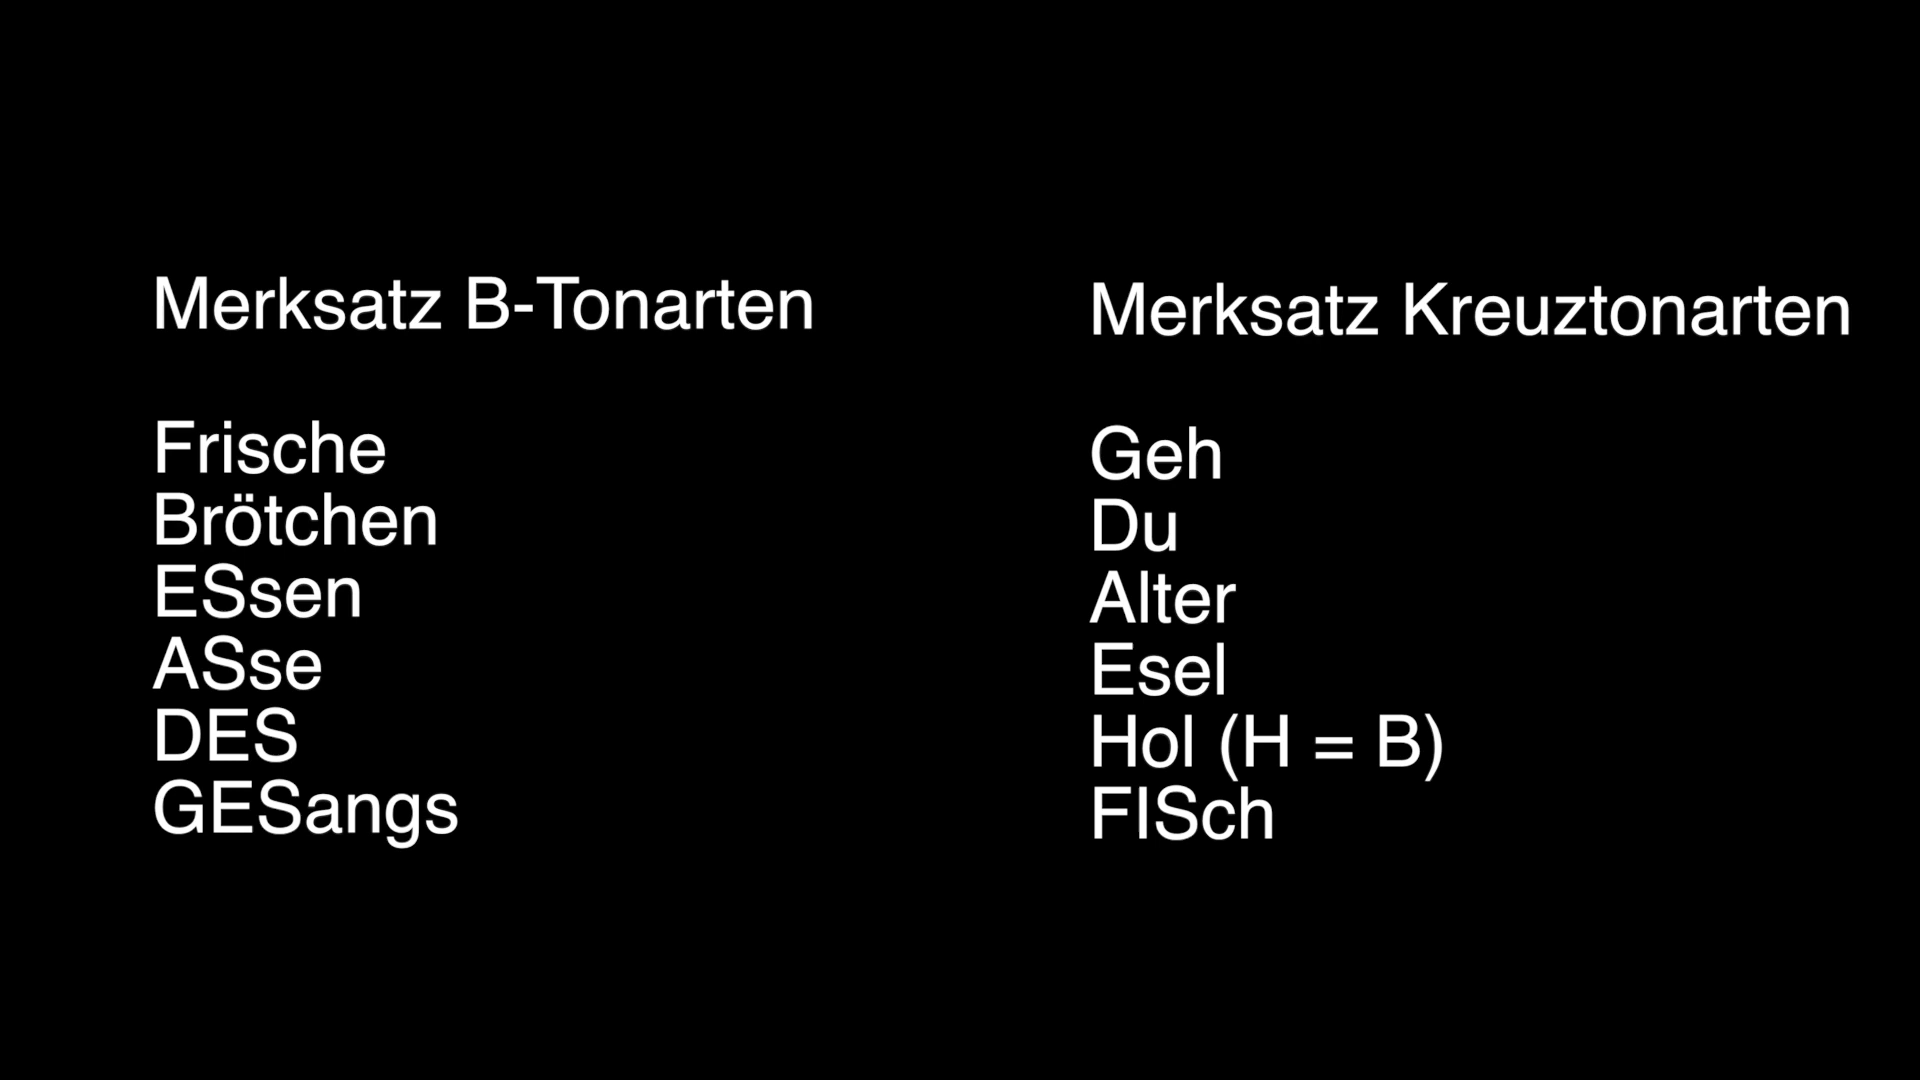 Merksatz B-Tonarten
Frische
Brötchen
ESsen
ASse
DES
GESangs
Merksatz Kreuztonarten
Geh
Du
Alter
Esel
Hol (H = B)
FISch